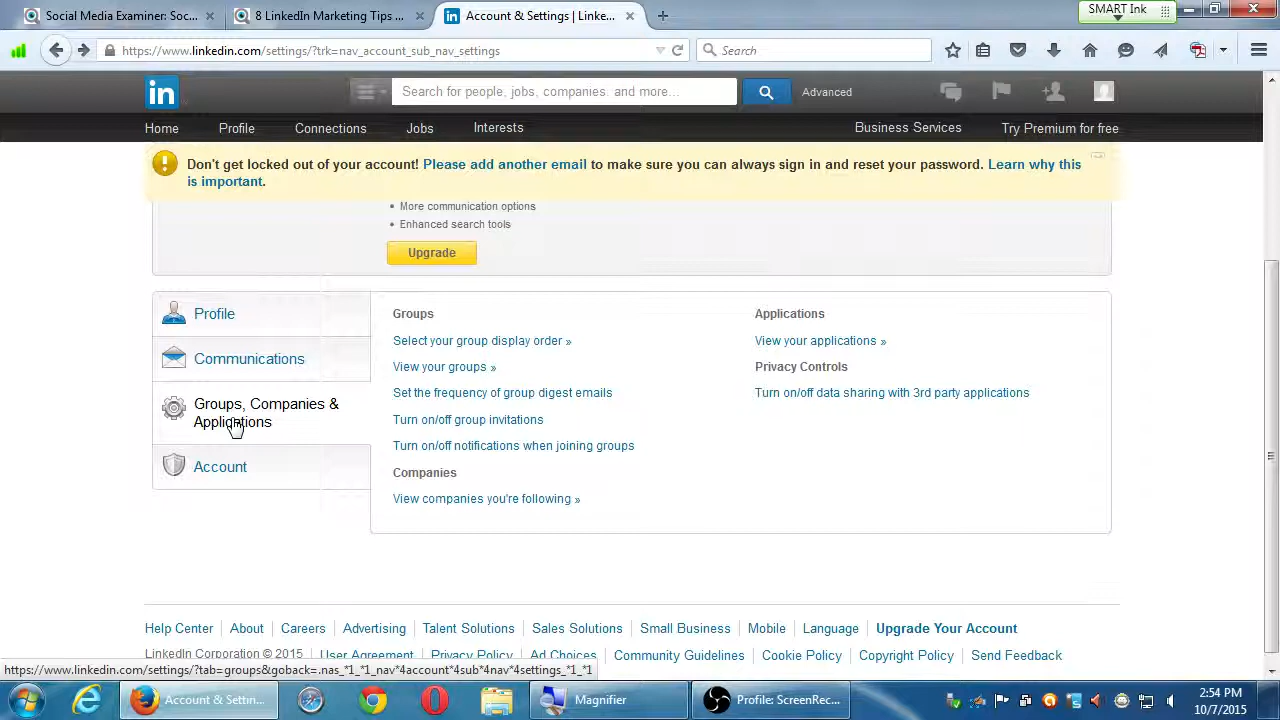 Social Media Examiner: Soc...
8 LinkedIn Marketing Tips ...
Account & Settings | Linke...
SMART Ink
https://www.linkedin.com/settings/?trk=nav_account_sub_nav_settings
Search
in
Search for people, jobs, companies, and more...
Advanced
Home
Profile
Connections
Jobs
Interests
Business Services
Try Premium for free
Don't get locked out of your account! Please add another email to make sure you can always sign in and reset your password. Learn why this
is important.
• More communication options
• Enhanced search tools
Upgrade
Profile
Communications
Groups, Companies &
Applications
Account
Groups
Select your group display order »
View your groups »
Set the frequency of group digest emails
Turn on/off group invitations
Turn on/off notifications when joining groups
Companies
View companies you're following »
Applications
View your applications »
Privacy Controls
Turn on/off data sharing with 3rd party applications
Help Center
About
Careers
Advertising
Talent Solutions
Sales Solutions
Small Business
Mobile
Language
Upgrade Your Account
LinkedIn Corporation © 2015
User Agreement
Privacy Policy
Ad Choices
Community Guidelines
Cookie Policy
Copyright Policy
Send Feedback
https://www.linkedin.com/settings/?tab=groups&goback=.nas_*1_*1_nav*4account*4sub*4nav*4settings_*1_*1
Account & Settin...
Magnifier
Profile: ScreenRec...
2:54 PM
10/7/2015